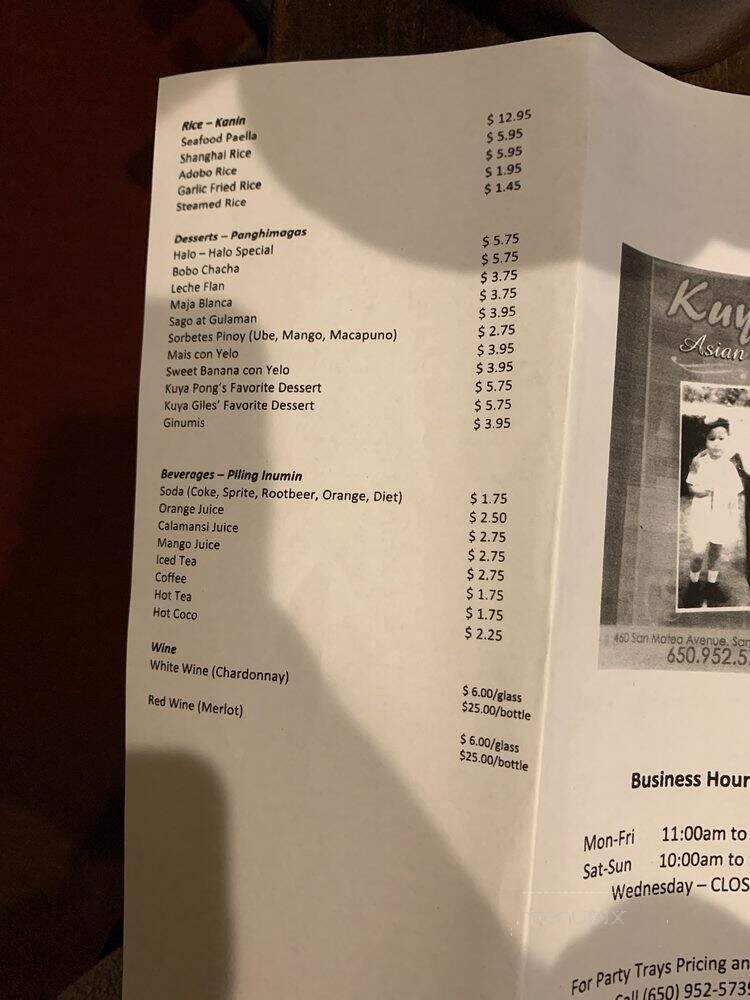 Rice – Kanin
Seafood Paella $ 12.95
Shanghai Rice $ 5.95
Adobo Rice $ 5.95
Garlic Fried Rice $ 1.95
Steamed Rice $ 1.45
Desserts – Panghimagas
Halo – Halo Special $ 5.75
Bobo Chacha $ 5.75
Leche Flan $ 3.75
Maja Blanca $ 3.75
Sago at Gulaman $ 3.95
Sorbetes Pinoy (Ube, Mango, Macapuno) $ 2.75
Mais con Yelo $ 3.95
Sweet Banana con Yelo $ 3.95
Kuya Pong's Favorite Dessert $ 5.75
Kuya Giles' Favorite Dessert $ 5.75
Ginumis $ 3.95
Beverages – Piling Inumin
Soda (Coke, Sprite, Rootbeer, Orange, Diet) $ 1.75
Orange Juice $ 2.50
Calamansi Juice $ 2.75
Mango Juice $ 2.75
Iced Tea $ 2.75
Coffee $ 1.75
Hot Tea $ 1.75
Hot Coco $ 2.25
Wine
White Wine (Chardonnay) $ 6.00/glass
$25.00/bottle
Red Wine (Merlot) $ 6.00/glass
$25.00/bottle
Kuy
Asian
460 San Mateo Avenue, San
650.952.5
Business Hour
Mon-Fri 11:00am to
Sat-Sun 10:00am to
Wednesday – CLOS
For Party Trays Pricing an
Call (650) 952-573